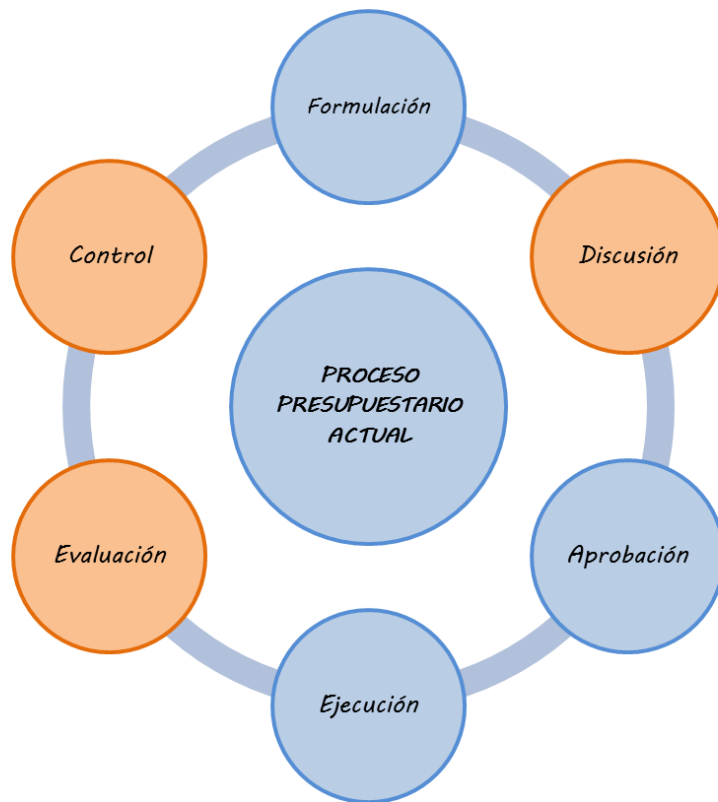 Formulación
Control
Discusión
PROCESO
PRESUPUESTARIO
ACTUAL
Evaluación
Aprobación
Ejecución